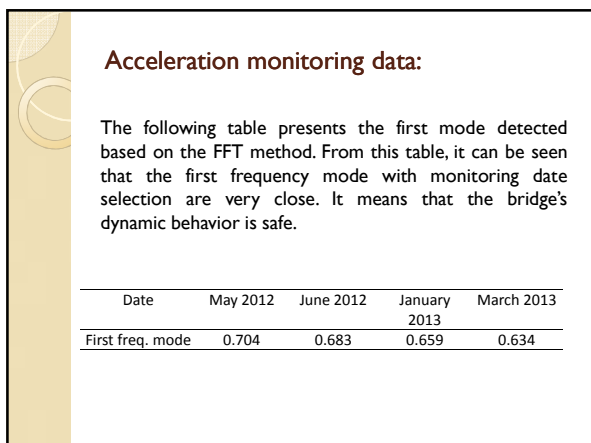 Acceleration monitoring data:
The following table presents the first mode detected
based on the FFT method. From this table, it can be seen
that the first frequency mode with monitoring date
selection are very close. It means that the bridge's
dynamic behavior is safe.
Date May 2012 June 2012 January 2013 March 2013
First freq. mode 0.704 0.683 0.659 0.634